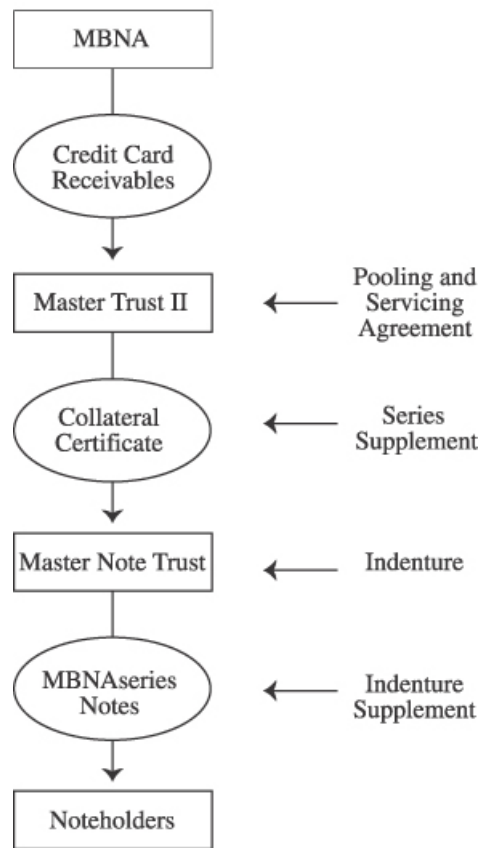 MBNA
Credit Card
Receivables
Master Trust II
Pooling and
Servicing
Agreement
Collateral
Certificate
Series
Supplement
Master Note Trust
Indenture
MBNAseries
Notes
Indenture
Supplement
Noteholders